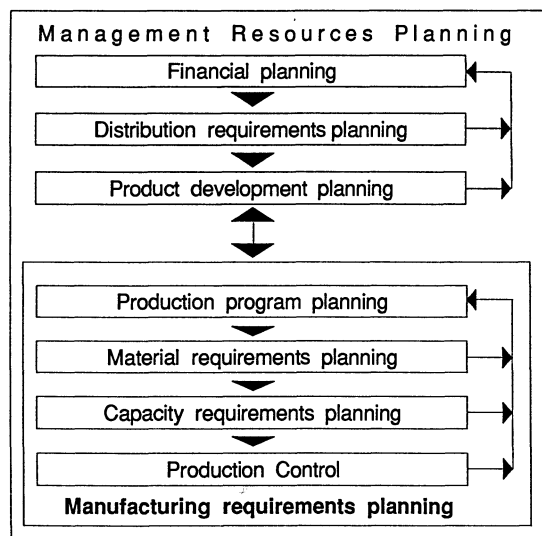 Management Resources Planning
Financial planning
Distribution requirements planning
Product development planning
Production program planning
Material requirements planning
Capacity requirements planning
Production Control
Manufacturing requirements planning